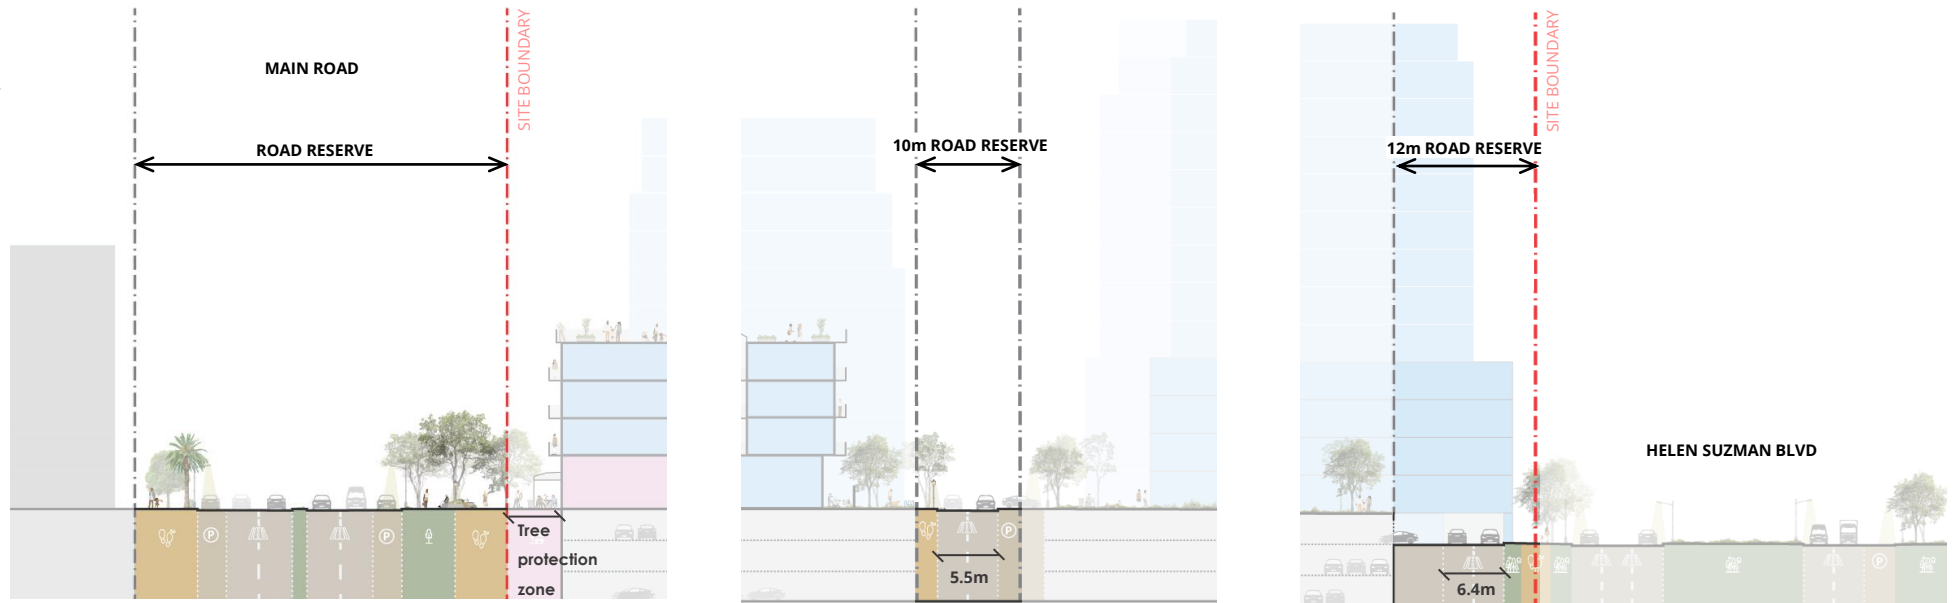 MAIN ROAD
SITE BOUNDARY
ROAD RESERVE
P
P
Tree
protection
zone
10m ROAD RESERVE
P
5.5m
SITE BOUNDARY
12m ROAD RESERVE
HELEN SUZMAN BLVD
P
6.4m